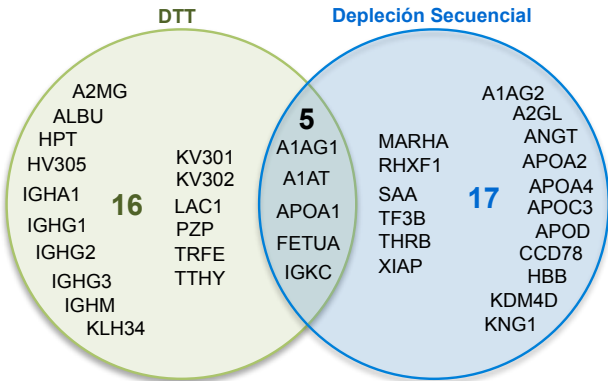 DTT
Depleción Secuencial
A2MG
ALBU
HPT
HV305
IGHA1
IGHG1
IGHG2
IGHG3
IGHM
KLH34
16
KV301
KV302
LAC1
PZP
TRFE
TTHY
5
A1AG1
A1AT
APOA1
FETUA
IGKC
MARHA
RHXF1
SAA
TF3B
THRB
XIAP
17
A1AG2
A2GL
ANGT
APOA2
APOA4
APOC3
APOD
CCD78
HBB
KDM4D
KNG1